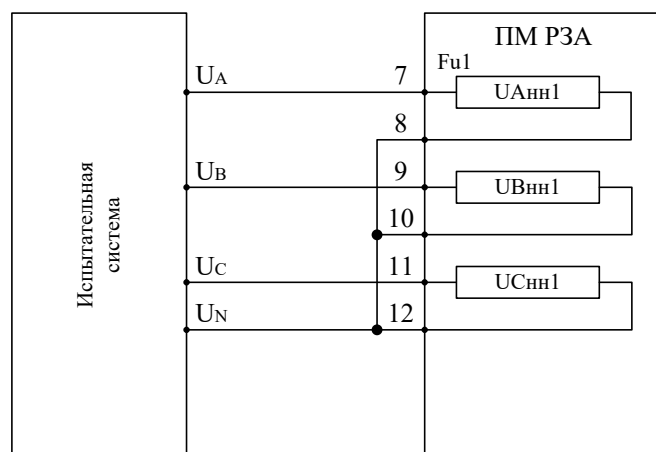 ПМ РЗА
Fu1
UA 7 UAнн1
8
UB 9 UBнн1
10
UC 11 UCнн1
UN 12
Испытательная
система